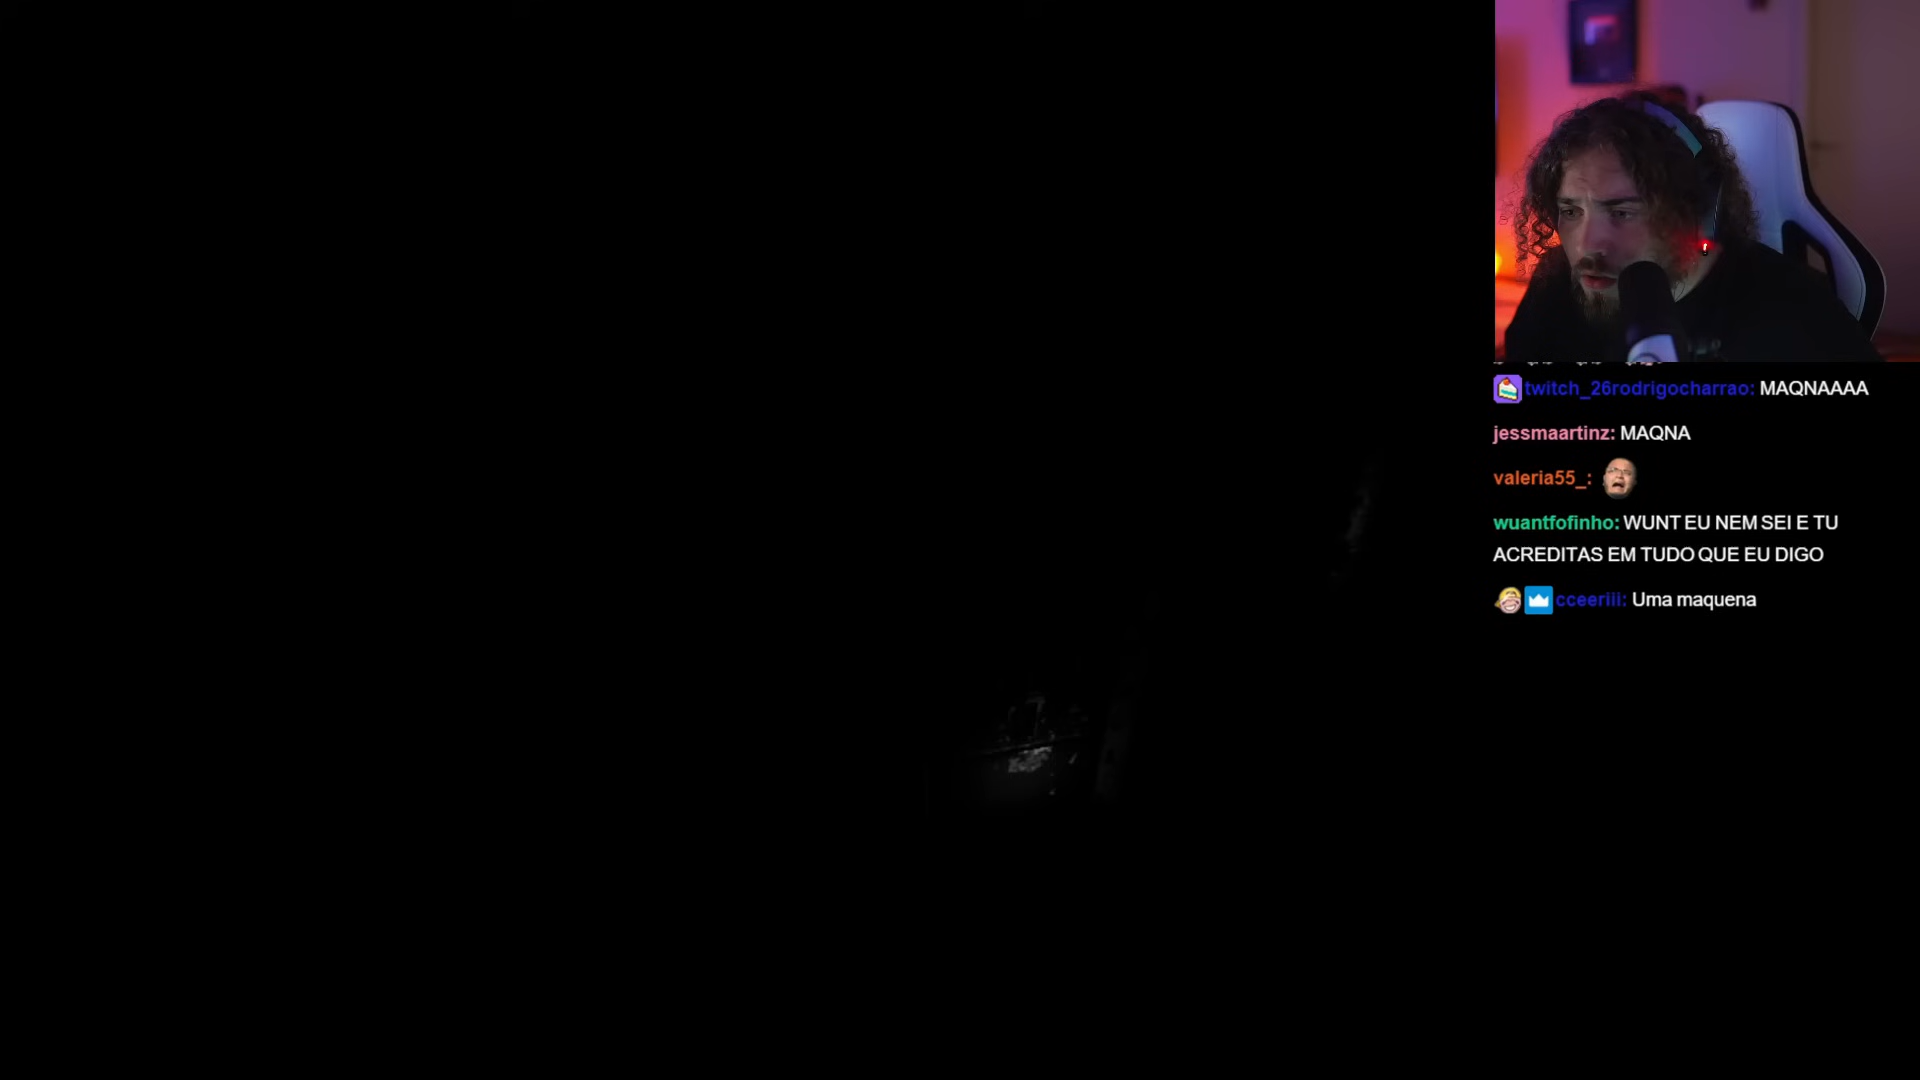 twitch_26rodrigocharrao: MAQNAAAA
jessmaartinz: MAQNA
valeria55_:
wuantfofinho: WUNT EU NEM SEI E TU
ACREDITAS EM TUDO QUE EU DIGO
cceeriii: Uma maquena